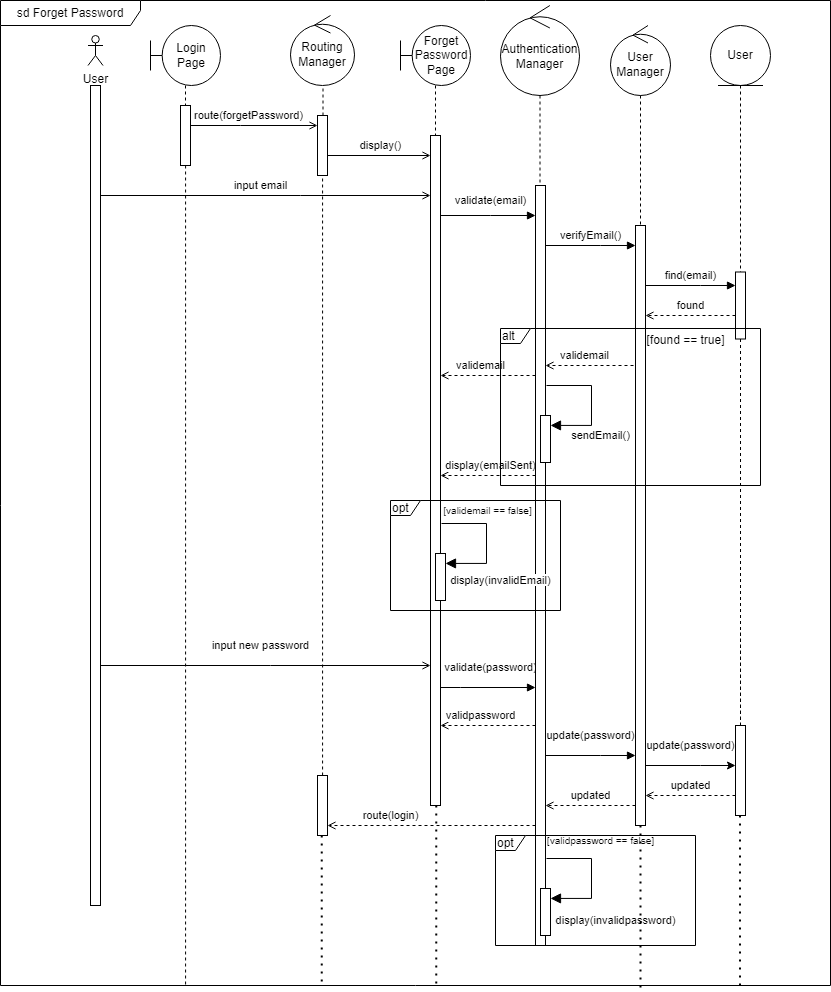 sd Forget Password
User
Login
Page
Routing
Manager
Forget
Password
Page
Authentication
Manager
User
Manager
User
route(forgetPassword)
display()
input email
validate(email)
verifyEmail()
find(email)
found
alt
[found == true]
validemail
validemail
sendEmail()
display(emailSent)
opt
[validemail == false]
display(invalidEmail)
input new password
validate(password)
validpassword
update(password)
update(password)
updated
updated
route(login)
opt
[validpassword == false]
display(invalidpassword)